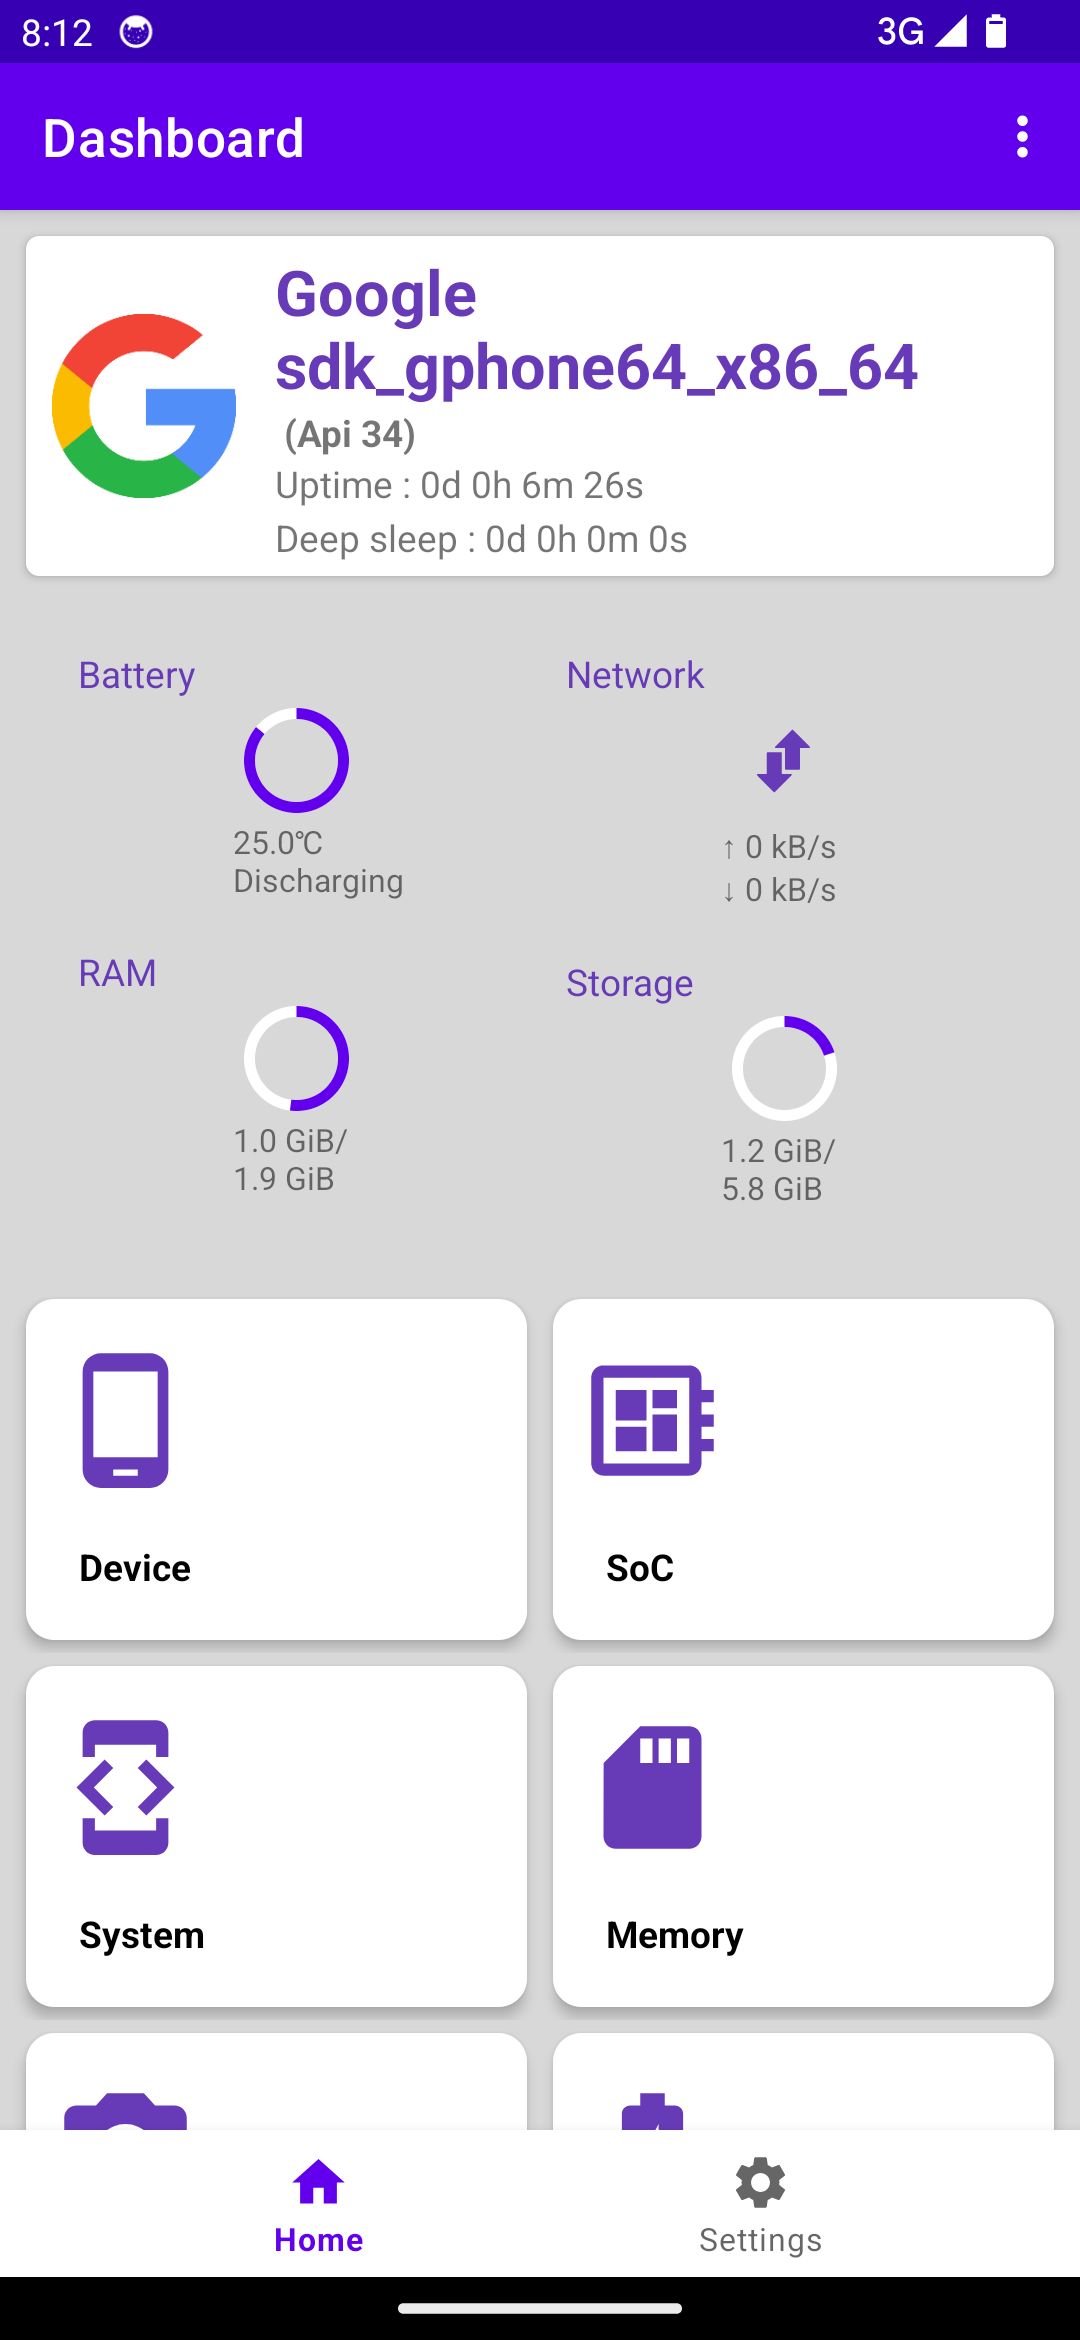 8:12
3G
Dashboard
Google
sdk_gphone64_x86_64
(Api 34)
Uptime : 0d 0h 6m 26s
Deep sleep : 0d 0h 0m 0s
Battery
25.0℃
Discharging
Network
↑ 0 kB/s
↓ 0 kB/s
RAM
1.0 GiB/
1.9 GiB
Storage
1.2 GiB/
5.8 GiB
Device
SoC
System
Memory
Home
Settings